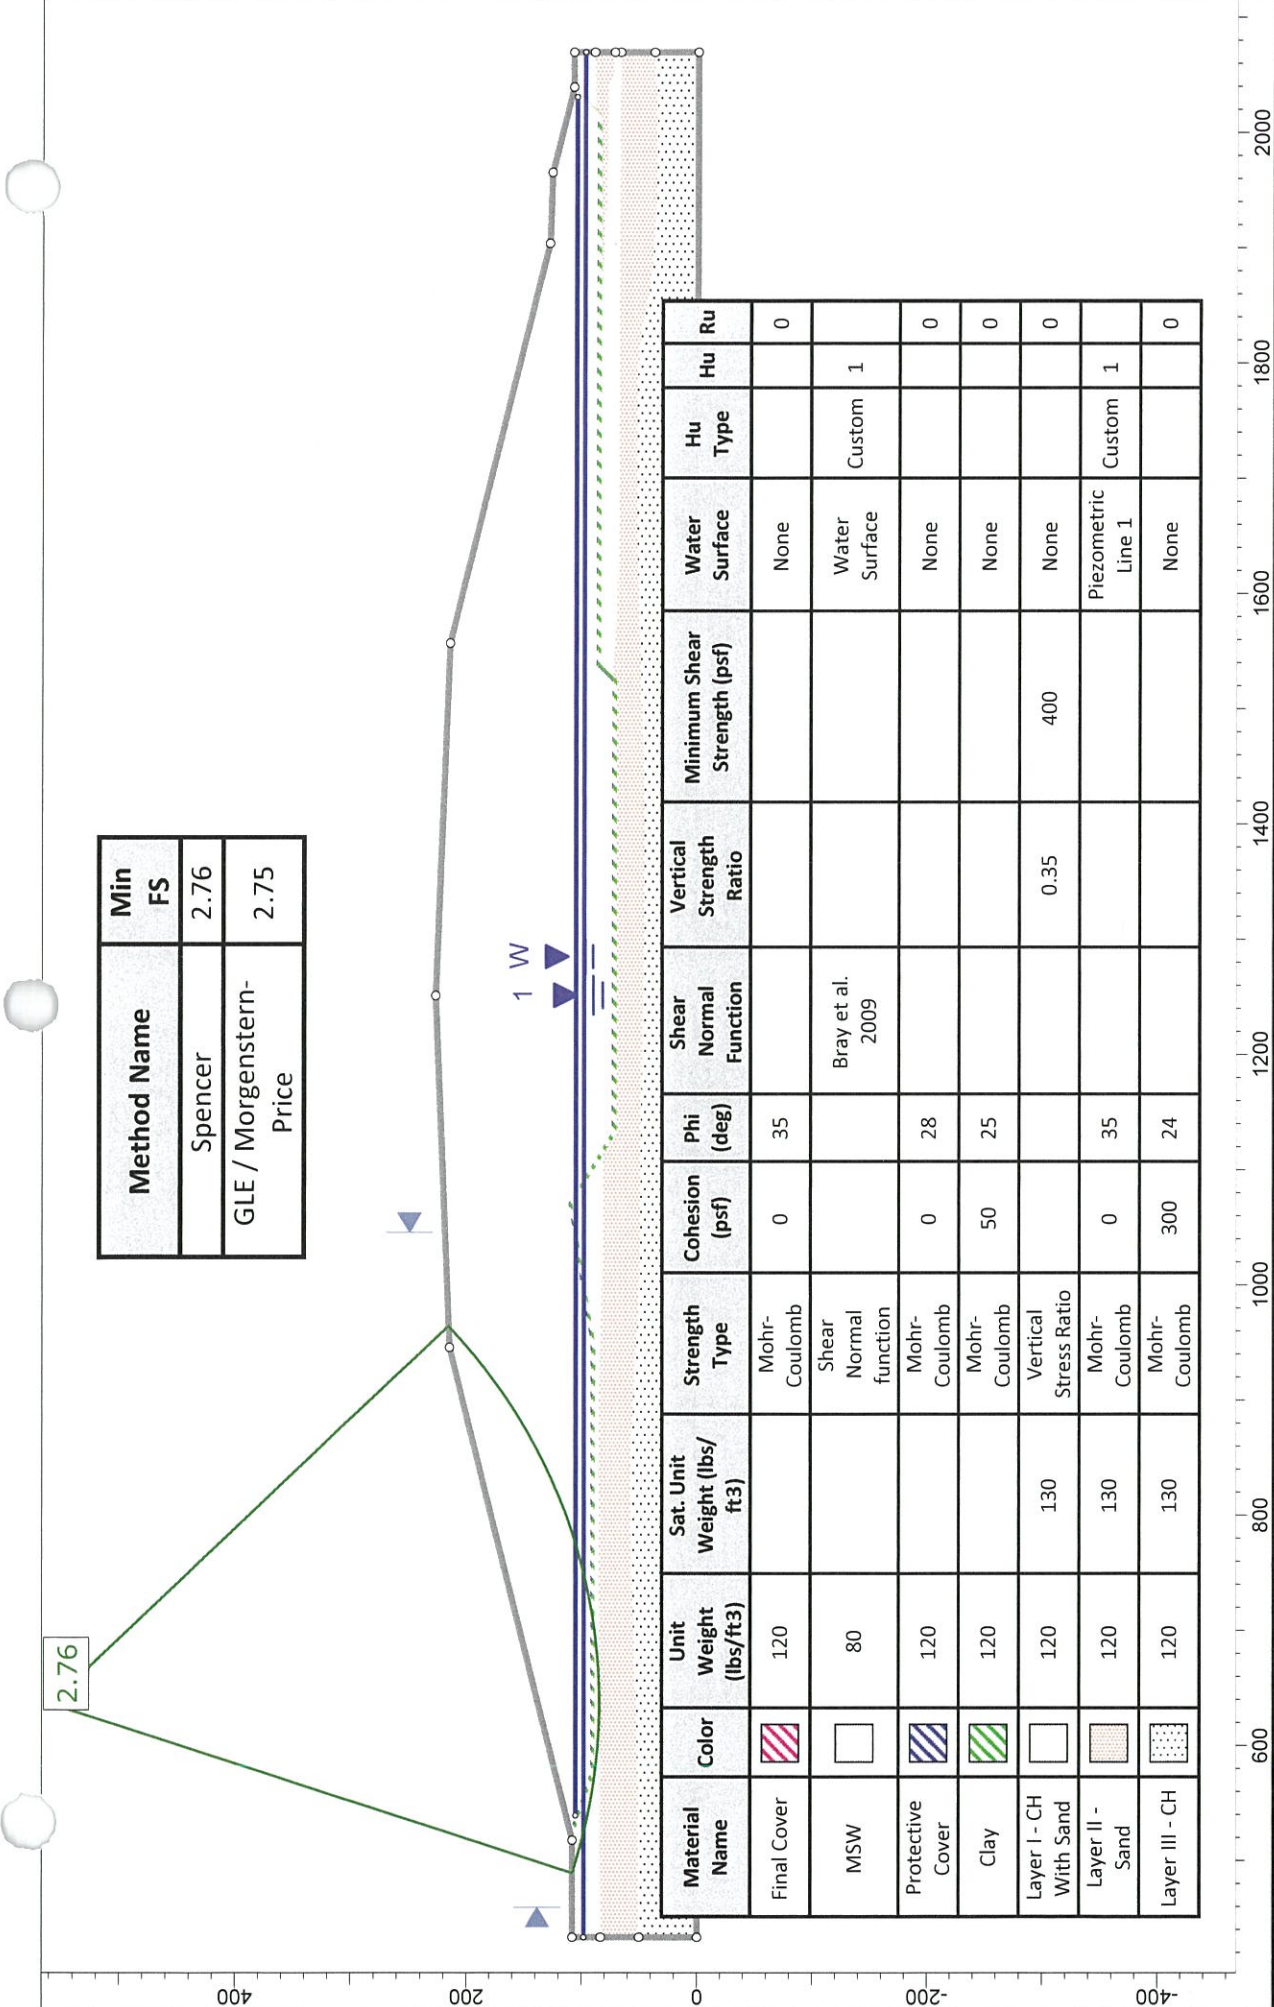 2.76
Method Name
Min
FS
Spencer
2.76
GLE / Morgenstern-
Price
2.75
1 W
Material
Name
Color
Unit
Weight
(lbs/ft3)
Sat. Unit
Weight (lbs/
ft3)
Strength
Type
Cohesion
(psf)
Phi
(deg)
Shear
Normal
Function
Vertical
Strength
Ratio
Minimum Shear
Strength (psf)
Water
Surface
Hu
Type
Hu
Ru
Final Cover
120
Mohr-
Coulomb
0
35
None
0
MSW
80
Shear
Normal
function
Bray et al.
2009
Water
Surface
Custom
1
Protective
Cover
120
Mohr-
Coulomb
0
28
None
0
Clay
120
Mohr-
Coulomb
50
25
None
0
Layer I - CH
With Sand
120
130
Vertical
Stress Ratio
0.35
400
None
0
Layer II -
Sand
120
130
Mohr-
Coulomb
0
35
Piezometric
Line 1
Custom
1
Layer III - CH
120
130
Mohr-
Coulomb
300
24
None
0
400
200
0
-200
-400
600
800
1000
1200
1400
1600
1800
2000